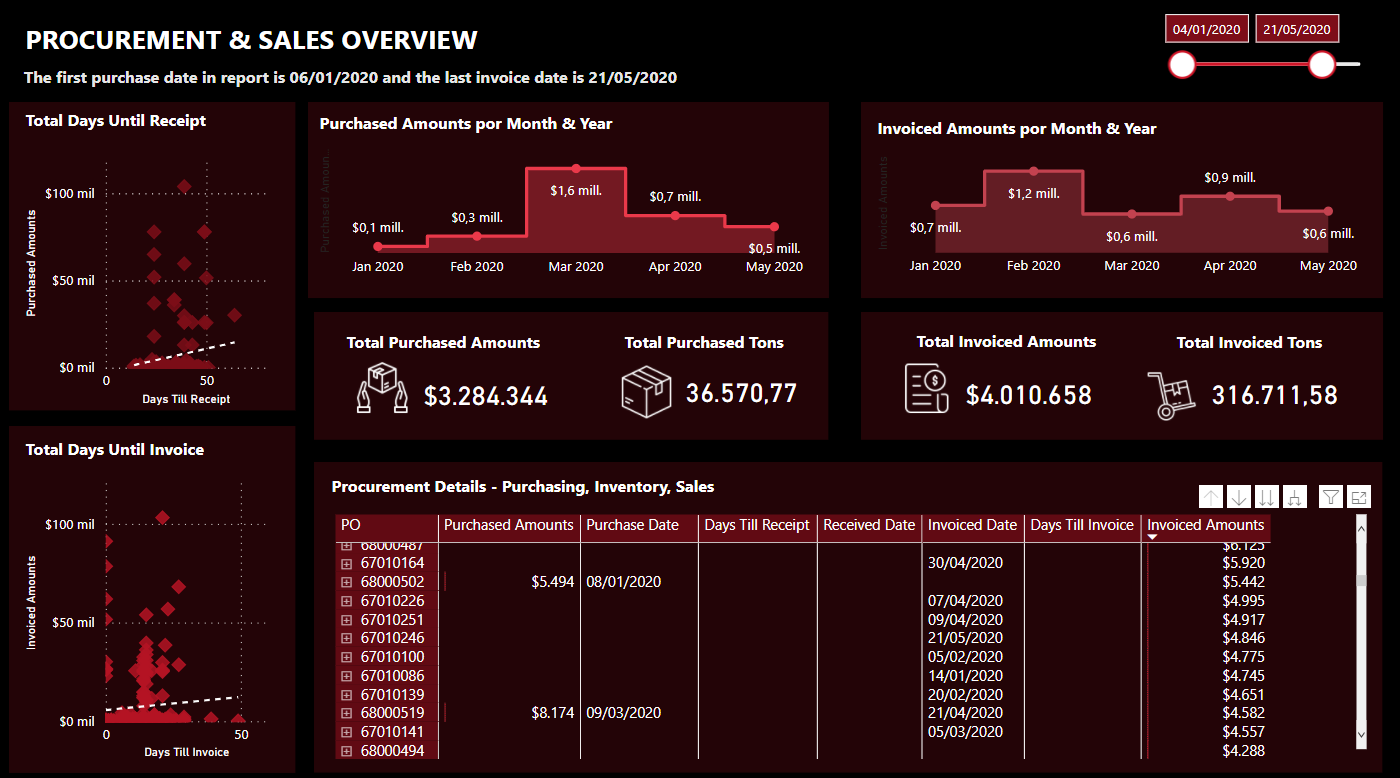 PROCUREMENT & SALES OVERVIEW
04/01/2020 21/05/2020
The first purchase date in report is 06/01/2020 and the last invoice date is 21/05/2020
Total Days Until Receipt
Purchased Amounts
$100 mil
$50 mil
$0 mil
0 50
Days Till Receipt
Purchased Amounts per Month & Year
Purchased Amoun...
$0,1 mill.
$0,3 mill.
$1,6 mill.
$0,7 mill.
$0,5 mill.
Jan 2020 Feb 2020 Mar 2020 Apr 2020 May 2020
Invoiced Amounts per Month & Year
Invoiced Amounts
$0,7 mill.
$1,2 mill.
$0,6 mill.
$0,9 mill.
$0,6 mill.
Jan 2020 Feb 2020 Mar 2020 Apr 2020 May 2020
Total Purchased Amounts
$3.284.344
Total Purchased Tons
36.570,77
Total Invoiced Amounts
$4.010.658
Total Invoiced Tons
316.711,58
Total Days Until Invoice
Invoiced Amounts
$100 mil
$50 mil
$0 mil
0 50
Days Till Invoice
Procurement Details - Purchasing, Inventory, Sales
PO Purchased Amounts Purchase Date Days Till Receipt Received Date Invoiced Date Days Till Invoice Invoiced Amounts
68000487 $6.125
67010164 30/04/2020 $5.920
68000502 $5.494 08/01/2020 $5.442
67010226 07/04/2020 $4.995
67010251 09/04/2020 $4.917
67010246 21/05/2020 $4.846
67010100 05/02/2020 $4.775
67010086 14/01/2020 $4.745
67010139 20/02/2020 $4.651
68000519 $8.174 09/03/2020 21/04/2020 $4.582
67010141 05/03/2020 $4.557
68000494 $4.288